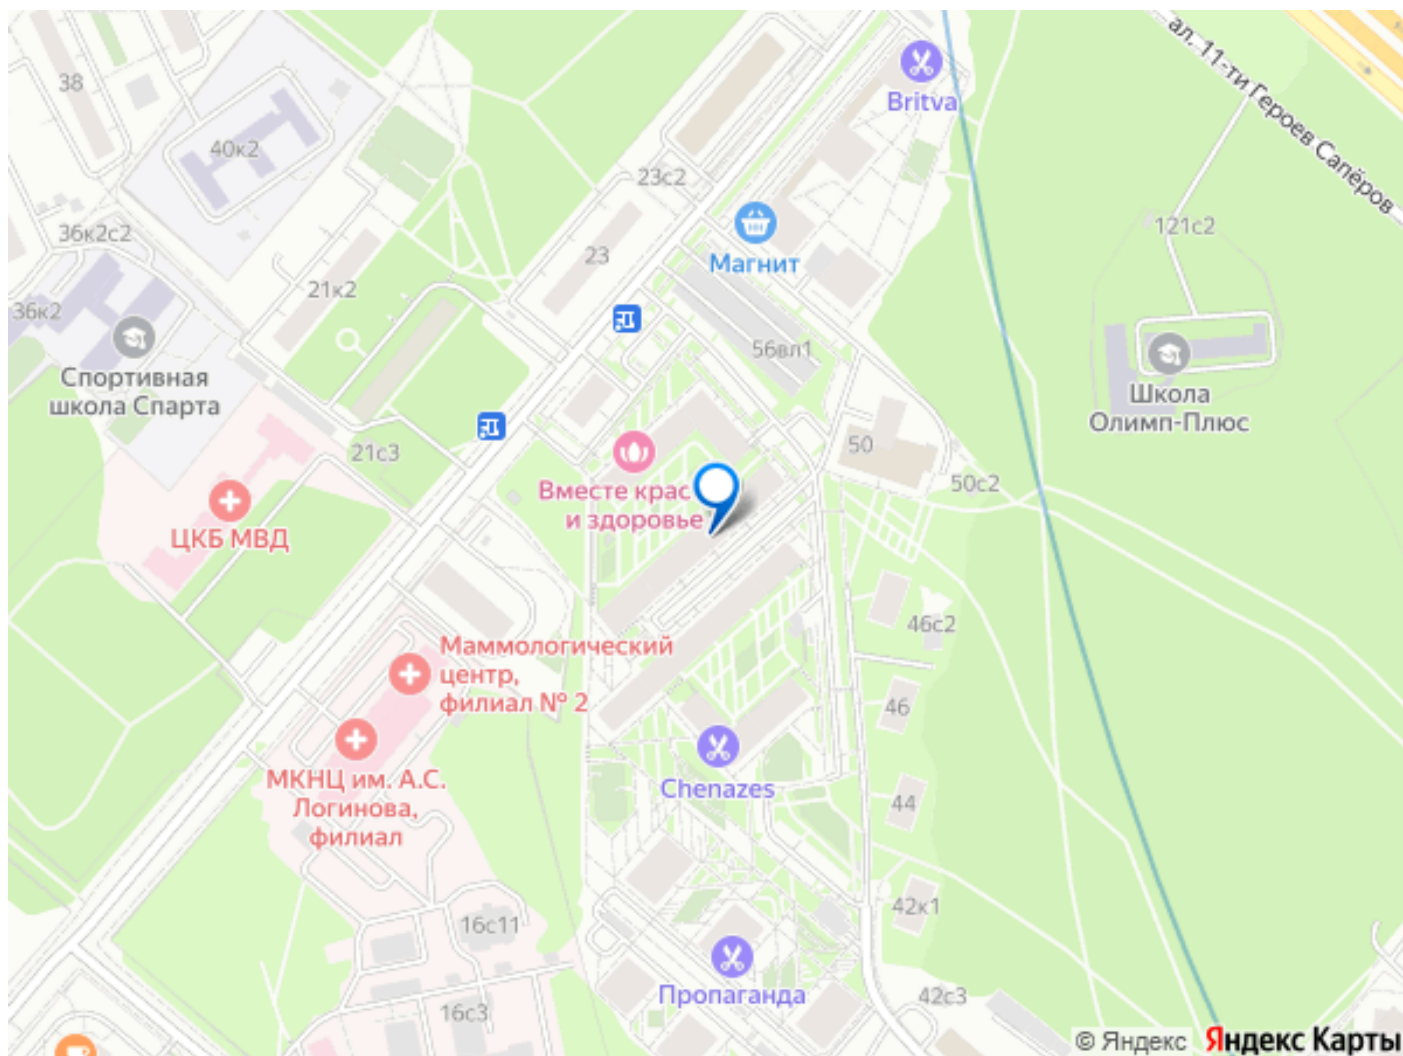 ал. 11-ти Героев Сапёров
38
Britva
40к2
23с2
121с2
36к2с2
23
Магнит
21к2
36к2
56вл1
Спортивная
школа Спарта
Школа
Олимп-Плюс
21с3
50
50с2
Вместе крас
и здоровье
ЦКБ МВД
46с2
Маммологический
центр,
филиал № 2
46
МКНЦ им. А.С.
Логинова,
филиал
Chenazes
44
42к1
16с11
Пропаганда
42с3
16с3
© Яндекс Яндекс Карты